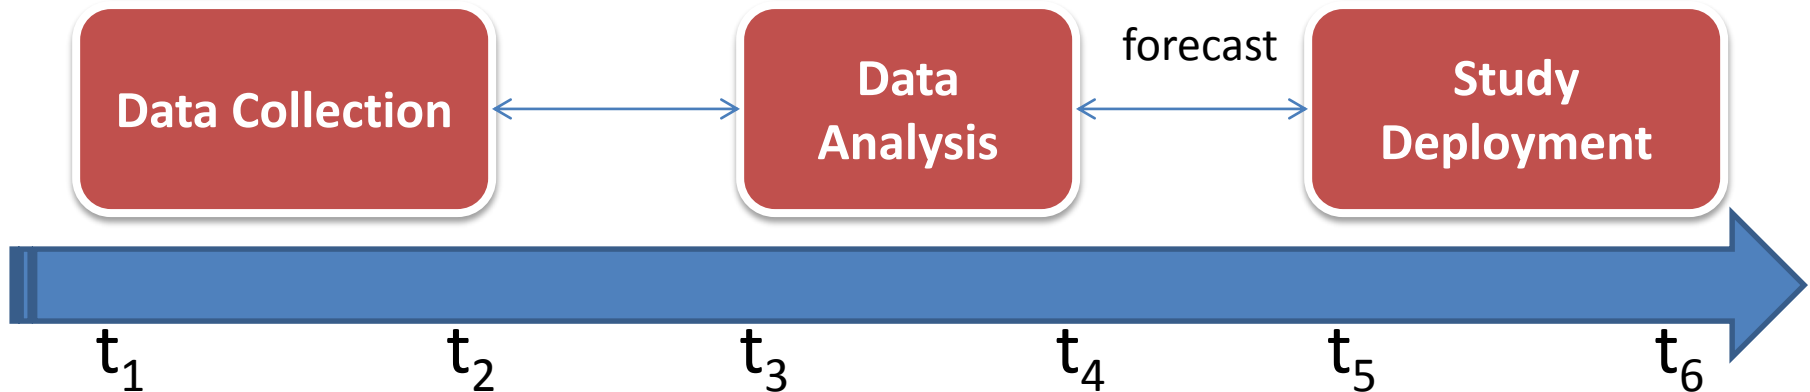 Data Collection
Data
Analysis
forecast
Study
Deployment
t1
t2
t3
t4
t5
t6